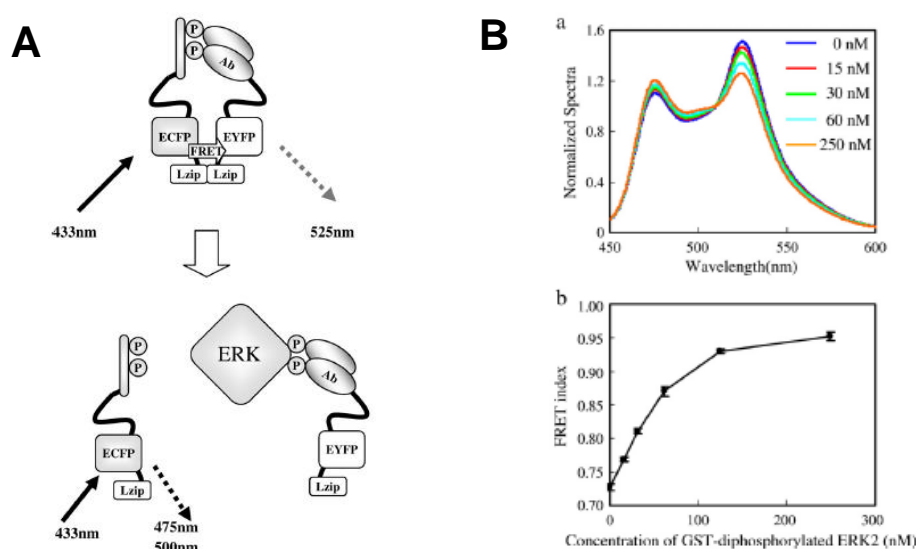 A
P
P
Ab
ECFP
EYFP
FRET
Lzip Lzip
433nm
525nm
P
P
ERK
P
P
Ab
ECFP
EYFP
Lzip
Lzip
433nm
475nm
500nm
B
a
1.6
1.2
0.8
0.4
0
Normalized Spectra
0 nM
15 nM
30 nM
60 nM
250 nM
450 500 550 600
Wavelength(nm)
b
1.00
0.95
0.90
0.85
0.80
0.75
0.70
FRET index
0 100 200 300
Concentration of GST-diphosphorylated ERK2 (nM)